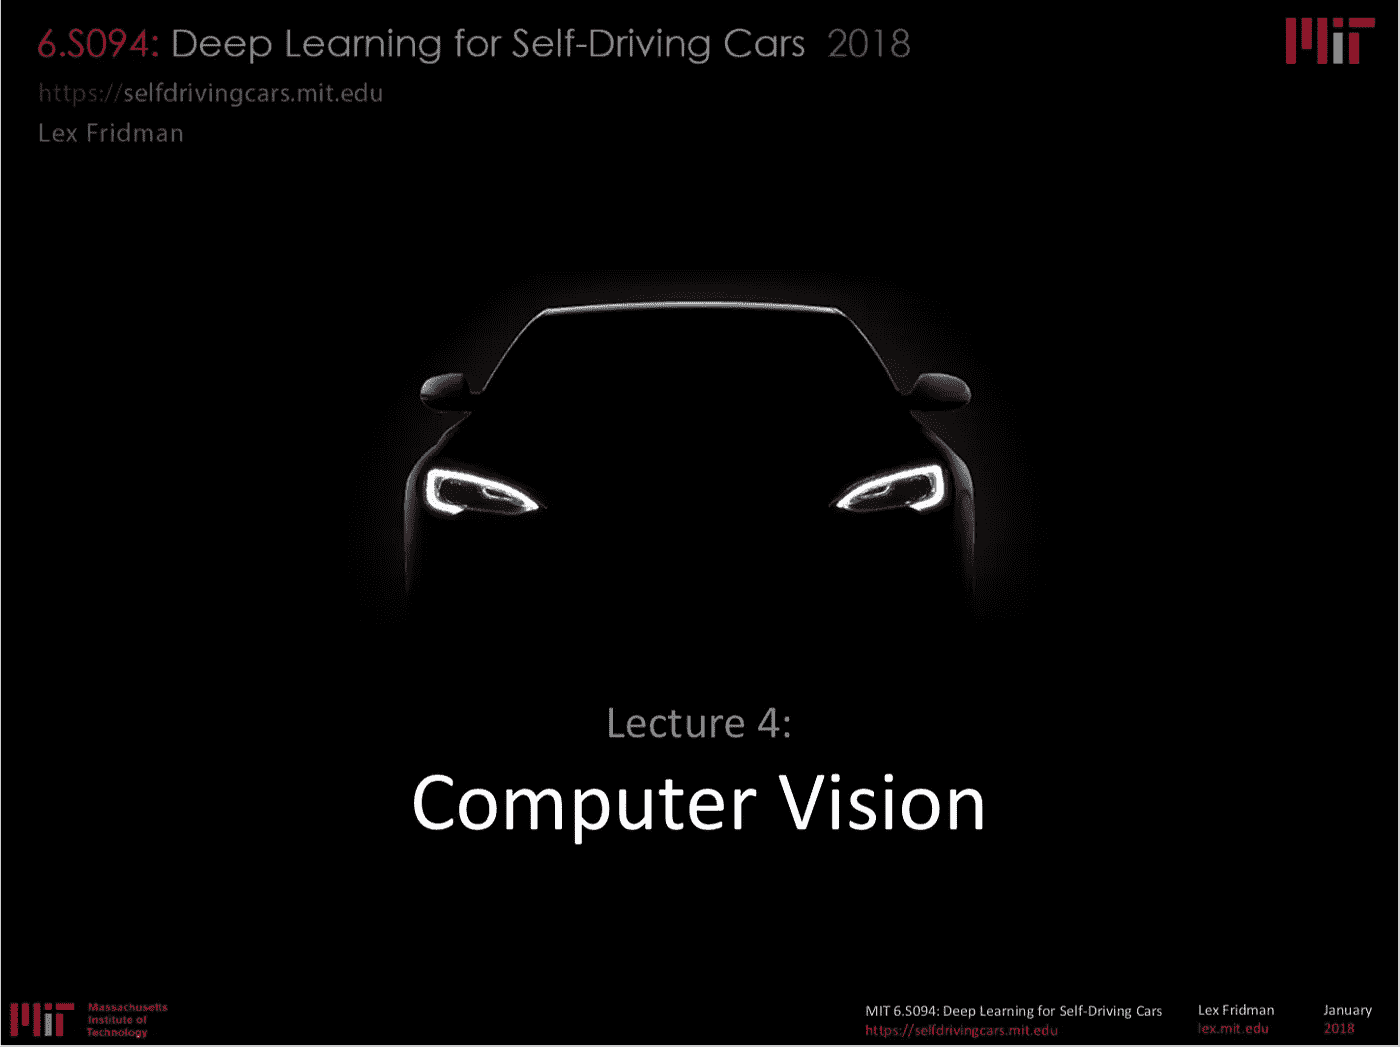 6.S094: Deep Learning for Self-Driving Cars 2018
MIT
https://selfdrivingcars.mit.edu
Lex Fridman
Lecture 4:
Computer Vision
MIT
Massachusetts
Institute of
Technology
MIT 6.S094: Deep Learning for Self-Driving Cars
https://selfdrivingcars.mit.edu
Lex Fridman
lex.mit.edu
January
2018